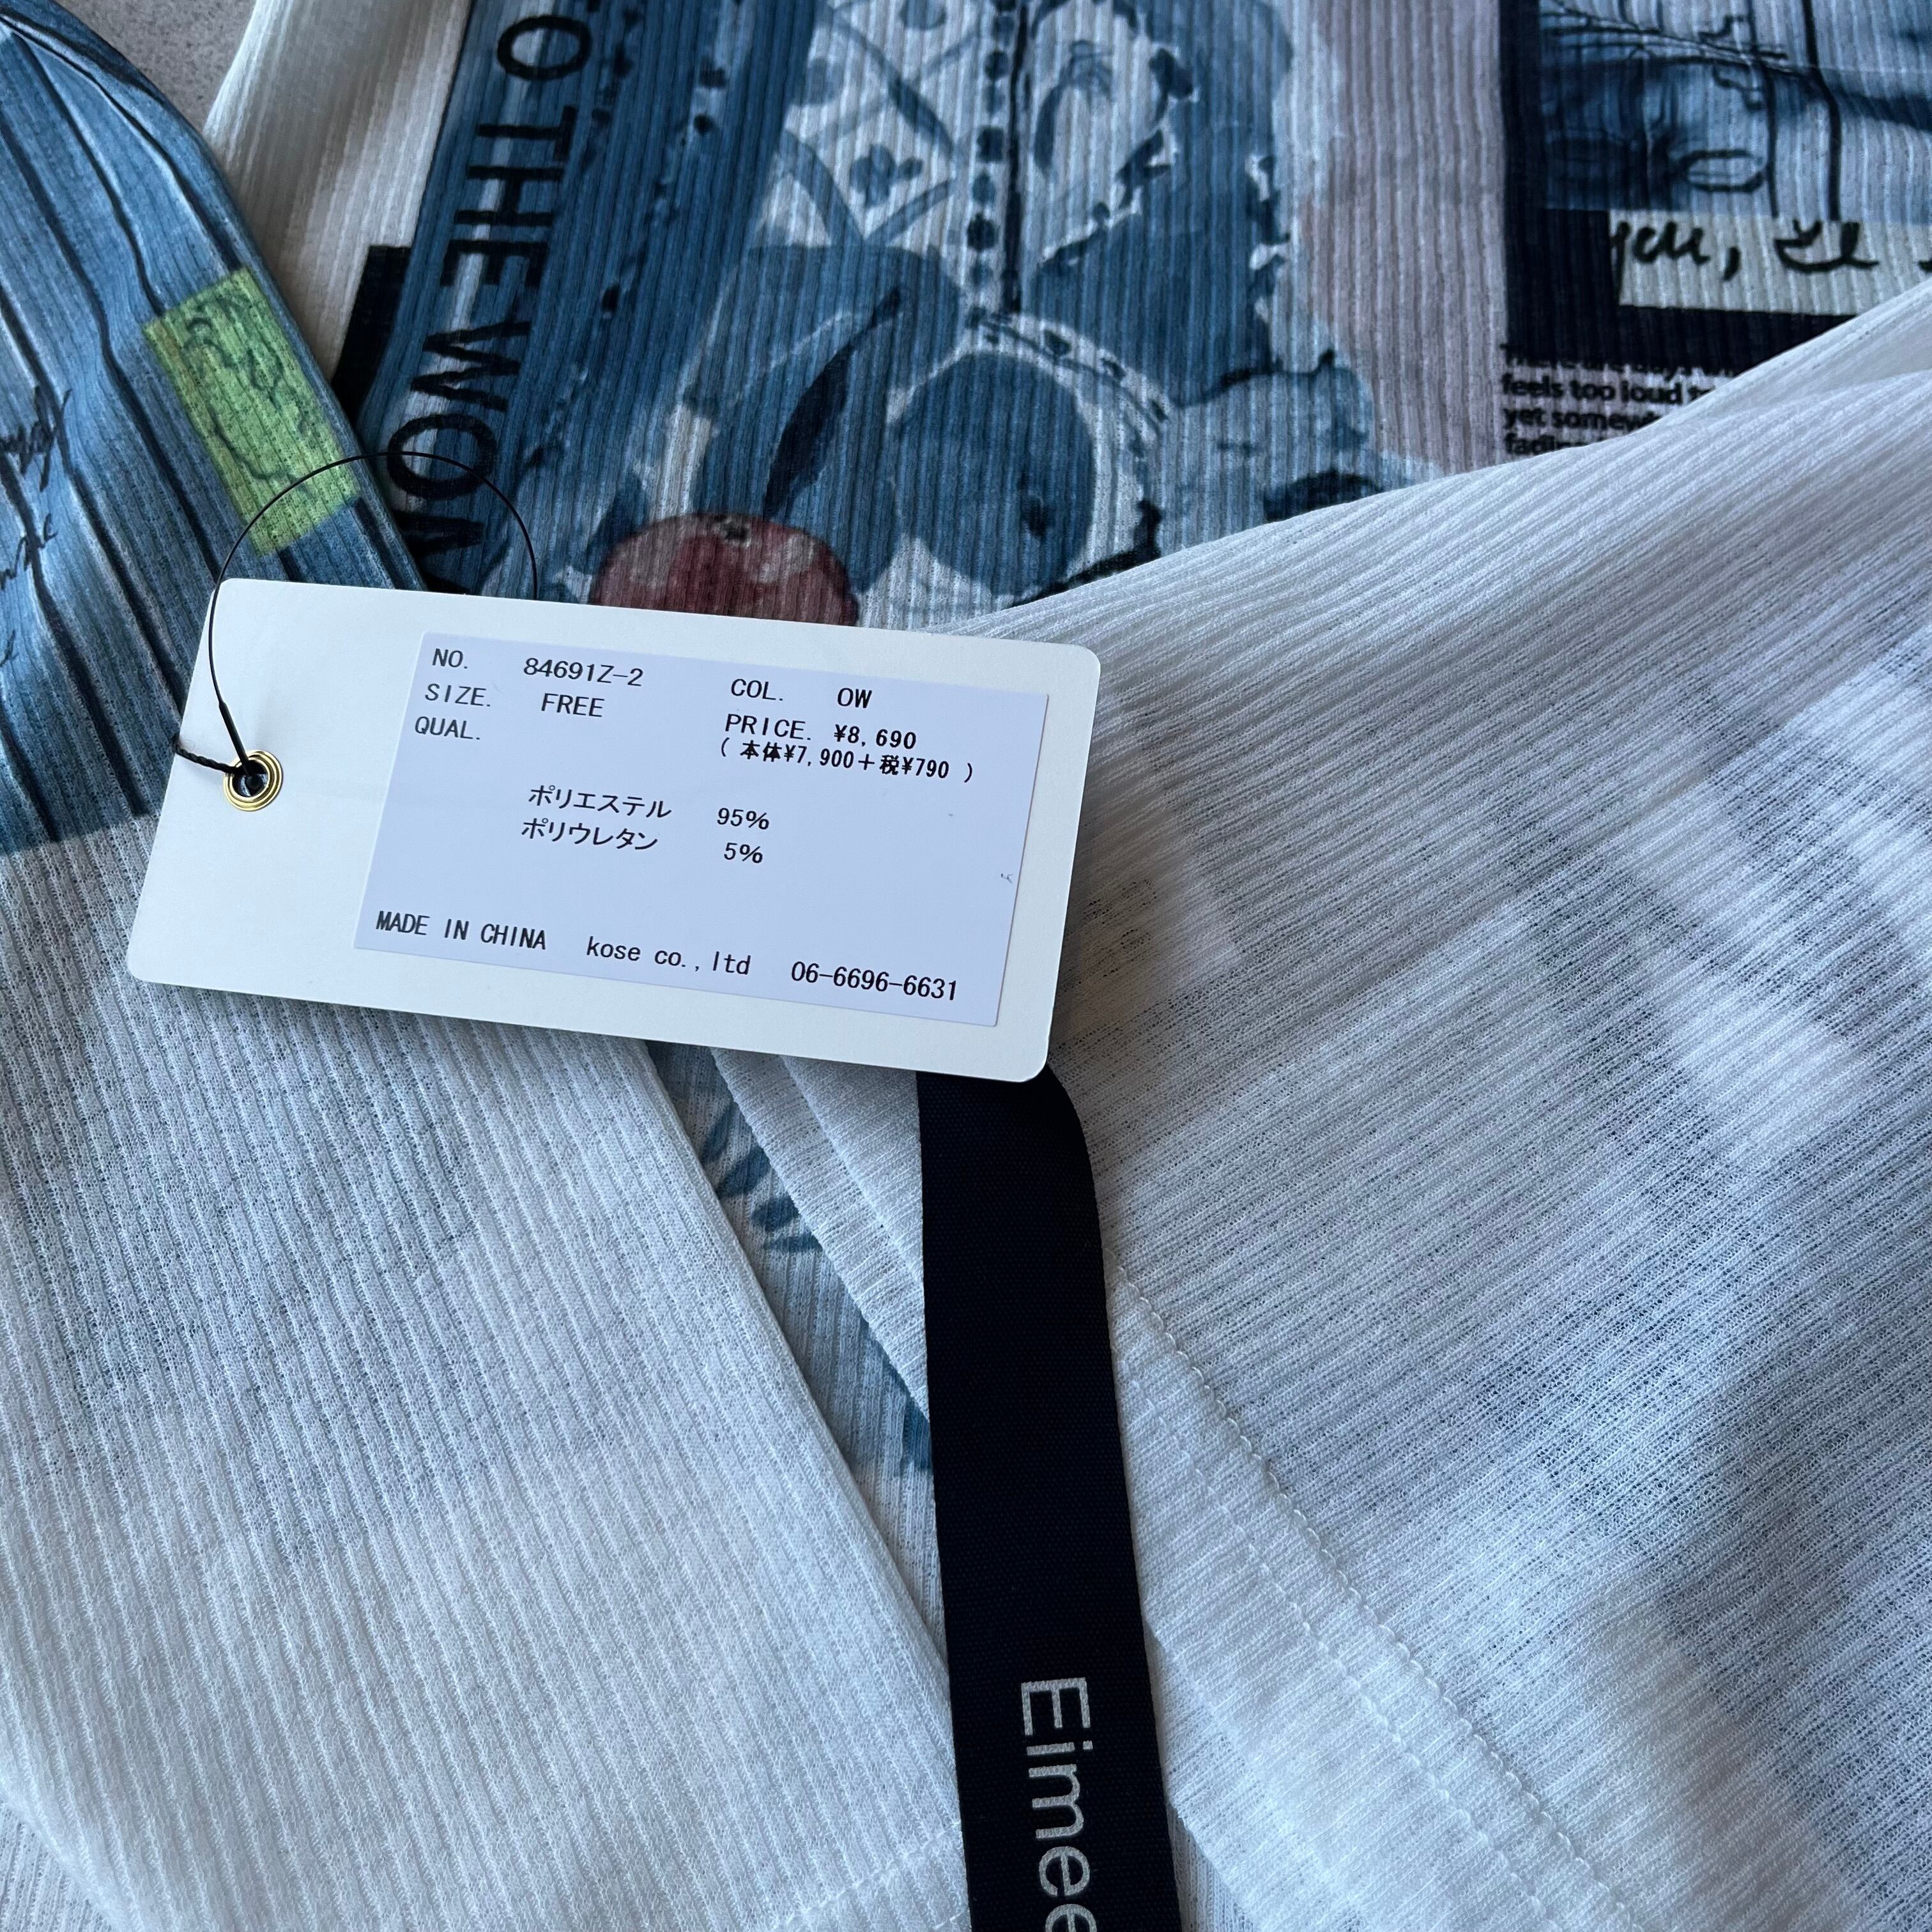 O THE WON
you,
feels too loud
yet somew
NO. 84691Z-2 COL. OW
SIZE. FREE PRICE. ¥8,690
QUAL. ( 本体¥7,900＋税¥790 )
ポリエステル 95%
ポリウレタン 5%
MADE IN CHINA kose co.,ltd 06-6696-6631
Eimee